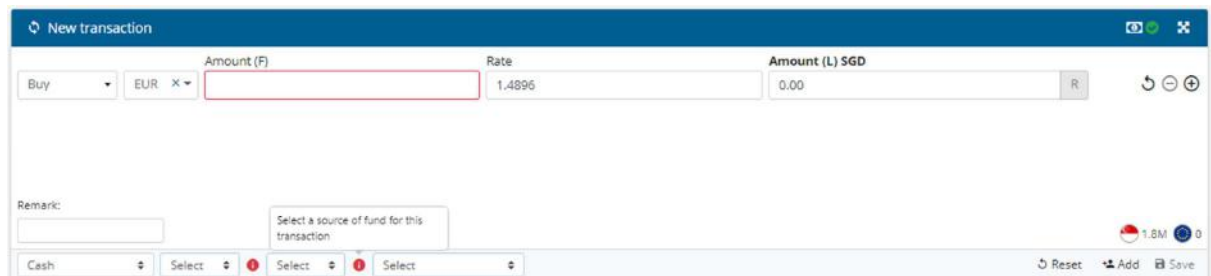 New transaction
Amount (F) Rate Amount (L) SGD
Buy EUR 1.4896 0.00 R
Remark:
Select a source of fund for this
transaction
1.8M 0
Cash Select Select Select Reset Add Save